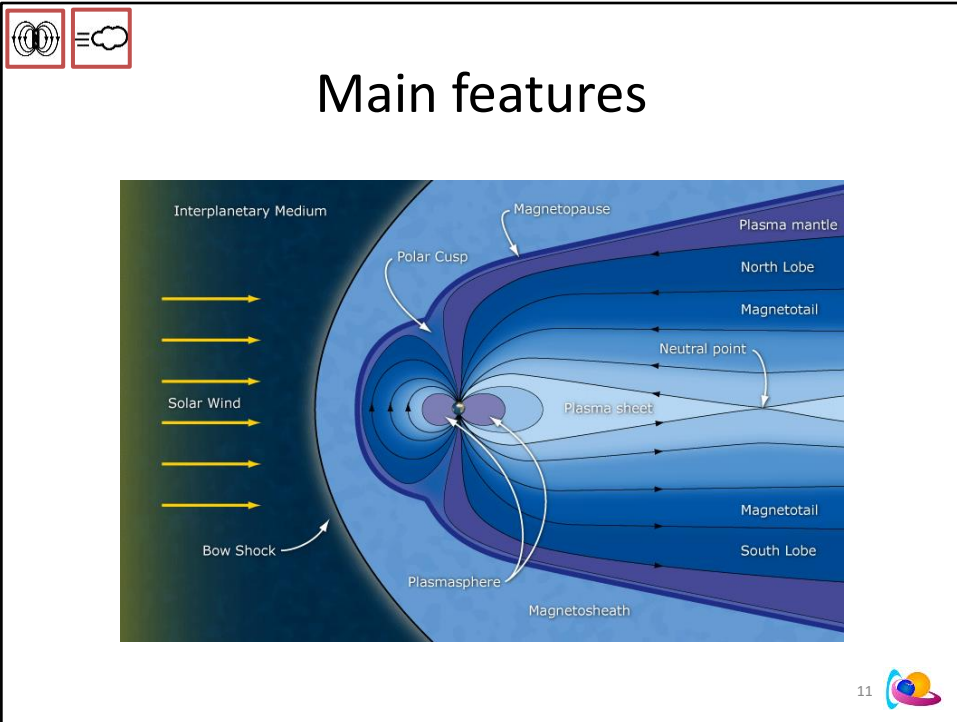 Main features
Interplanetary Medium
Magnetopause
Plasma mantle
Polar Cusp
North Lobe
Magnetotail
Neutral point
Solar Wind
Plasma sheet
Magnetotail
Bow Shock
South Lobe
Plasmasphere
Magnetosheath
11